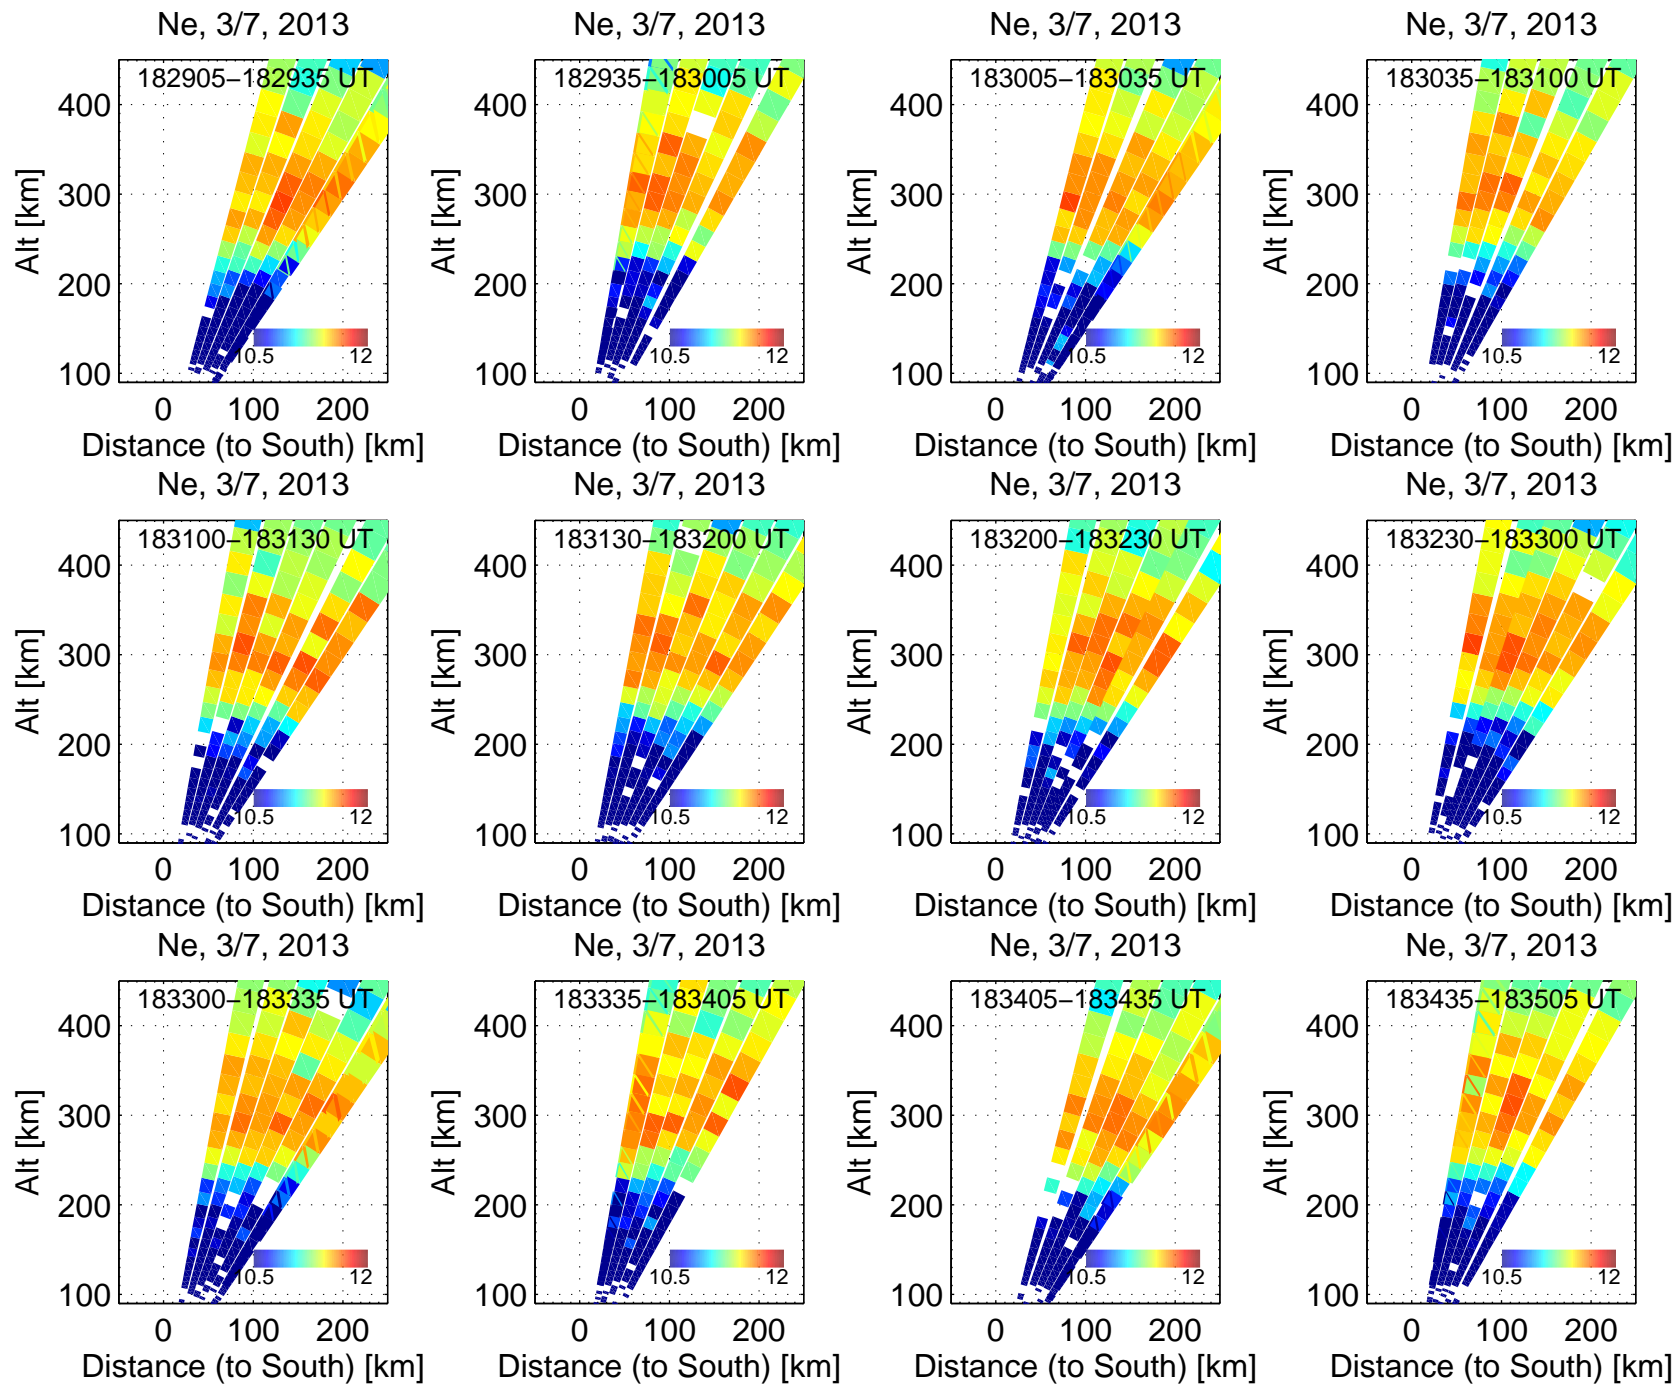 Ne, 3/7, 2013 Ne, 3/7, 2013 Ne, 3/7, 2013 Ne, 3/7, 2013
182905−182935 UT 182935−183005 UT 183005−183035 UT 183035−183100 UT
400 400 400 400
Alt [km] Alt [km] Alt [km] Alt [km]
300 300 300 300
200 200 200 200
10.5 12 10.5 12 10.5 12 10.5 12
100 100 100 100
0 100 200 0 100 200 0 100 200 0 100 200
Distance (to South) [km] Distance (to South) [km] Distance (to South) [km] Distance (to South) [km]
Ne, 3/7, 2013 Ne, 3/7, 2013 Ne, 3/7, 2013 Ne, 3/7, 2013
183100−183130 UT 183130−183200 UT 183200−183230 UT 183230−183300 UT
400 400 400 400
Alt [km] Alt [km] Alt [km] Alt [km]
300 300 300 300
200 200 200 200
10.5 12 10.5 12 10.5 12 10.5 12
100 100 100 100
0 100 200 0 100 200 0 100 200 0 100 200
Distance (to South) [km] Distance (to South) [km] Distance (to South) [km] Distance (to South) [km]
Ne, 3/7, 2013 Ne, 3/7, 2013 Ne, 3/7, 2013 Ne, 3/7, 2013
183300−183335 UT 183335−183405 UT 183405−183435 UT 183435−183505 UT
400 400 400 400
Alt [km] Alt [km] Alt [km] Alt [km]
300 300 300 300
200 200 200 200
10.5 12 10.5 12 10.5 12 10.5 12
100 100 100 100
0 100 200 0 100 200 0 100 200 0 100 200
Distance (to South) [km] Distance (to South) [km] Distance (to South) [km] Distance (to South) [km]